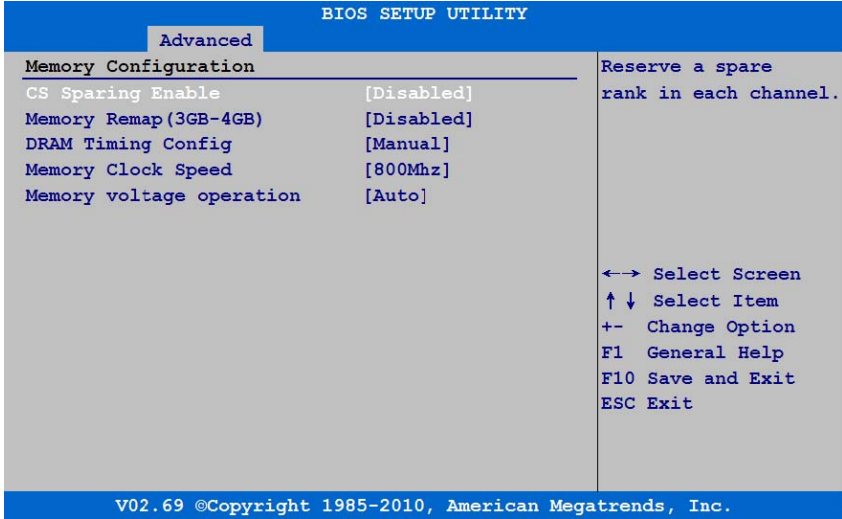 BIOS SETUP UTILITY
Advanced
Memory Configuration
CS Sparing Enable [Disabled]
Memory Remap(3GB-4GB) [Disabled]
DRAM Timing Config [Manual]
Memory Clock Speed [800Mhz]
Memory voltage operation [Auto]
Reserve a spare
rank in each channel.
←→ Select Screen
↑↓ Select Item
+- Change Option
F1 General Help
F10 Save and Exit
ESC Exit
V02.69 ©Copyright 1985-2010, American Megatrends, Inc.